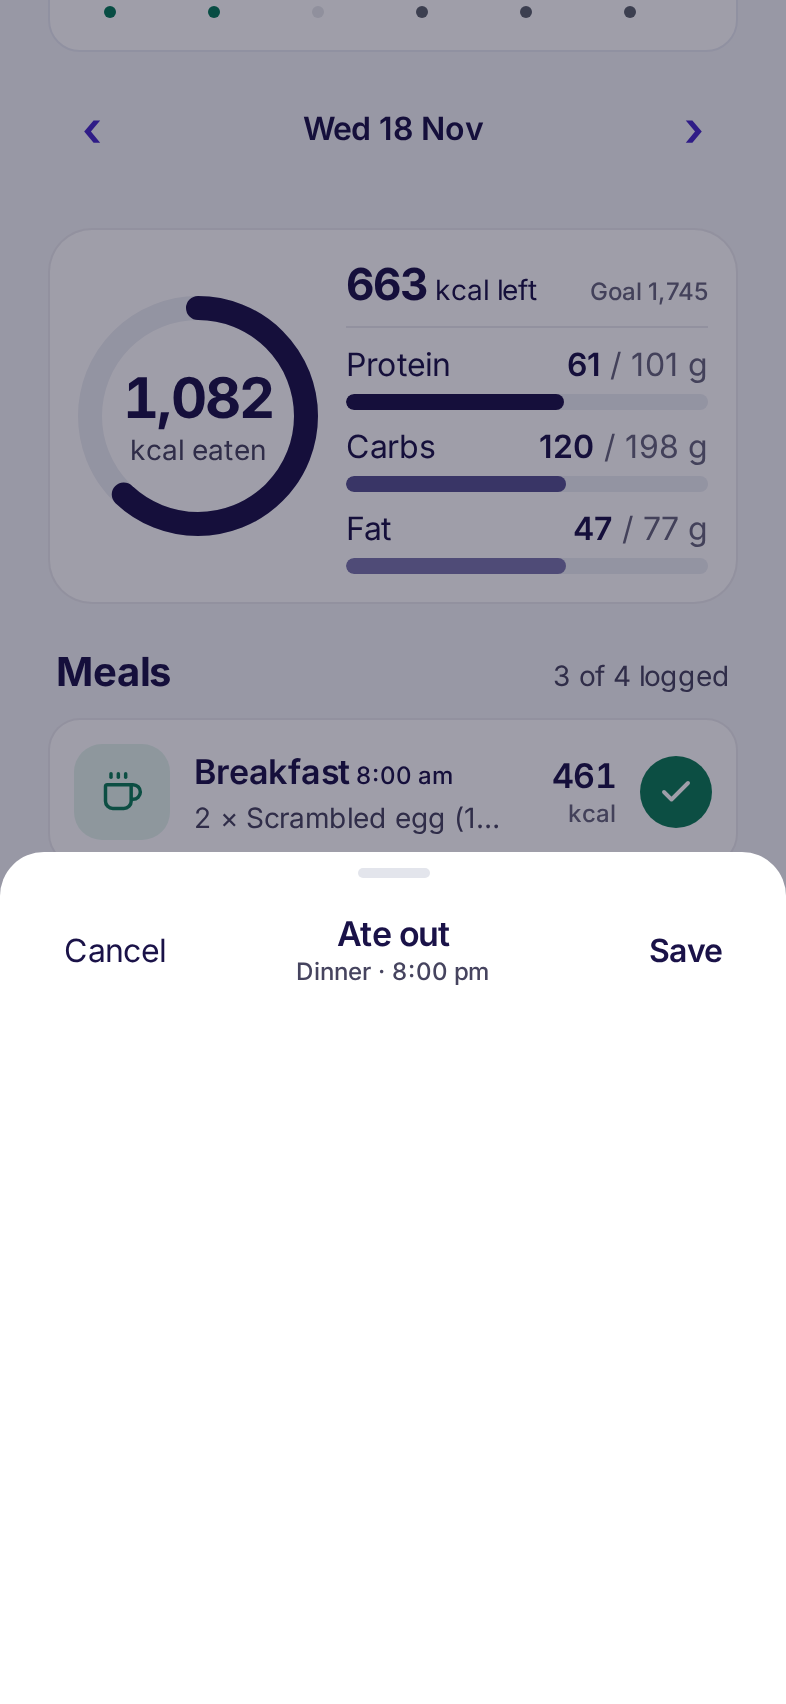 Wed 18 Nov
1,082
kcal eaten
663 kcal left
Goal 1,745
Protein 61 / 101 g
Carbs 120 / 198 g
Fat 47 / 77 g
Meals
3 of 4 logged
Breakfast 8:00 am
2 × Scrambled egg (1...
461
kcal
Cancel
Ate out
Dinner · 8:00 pm
Save